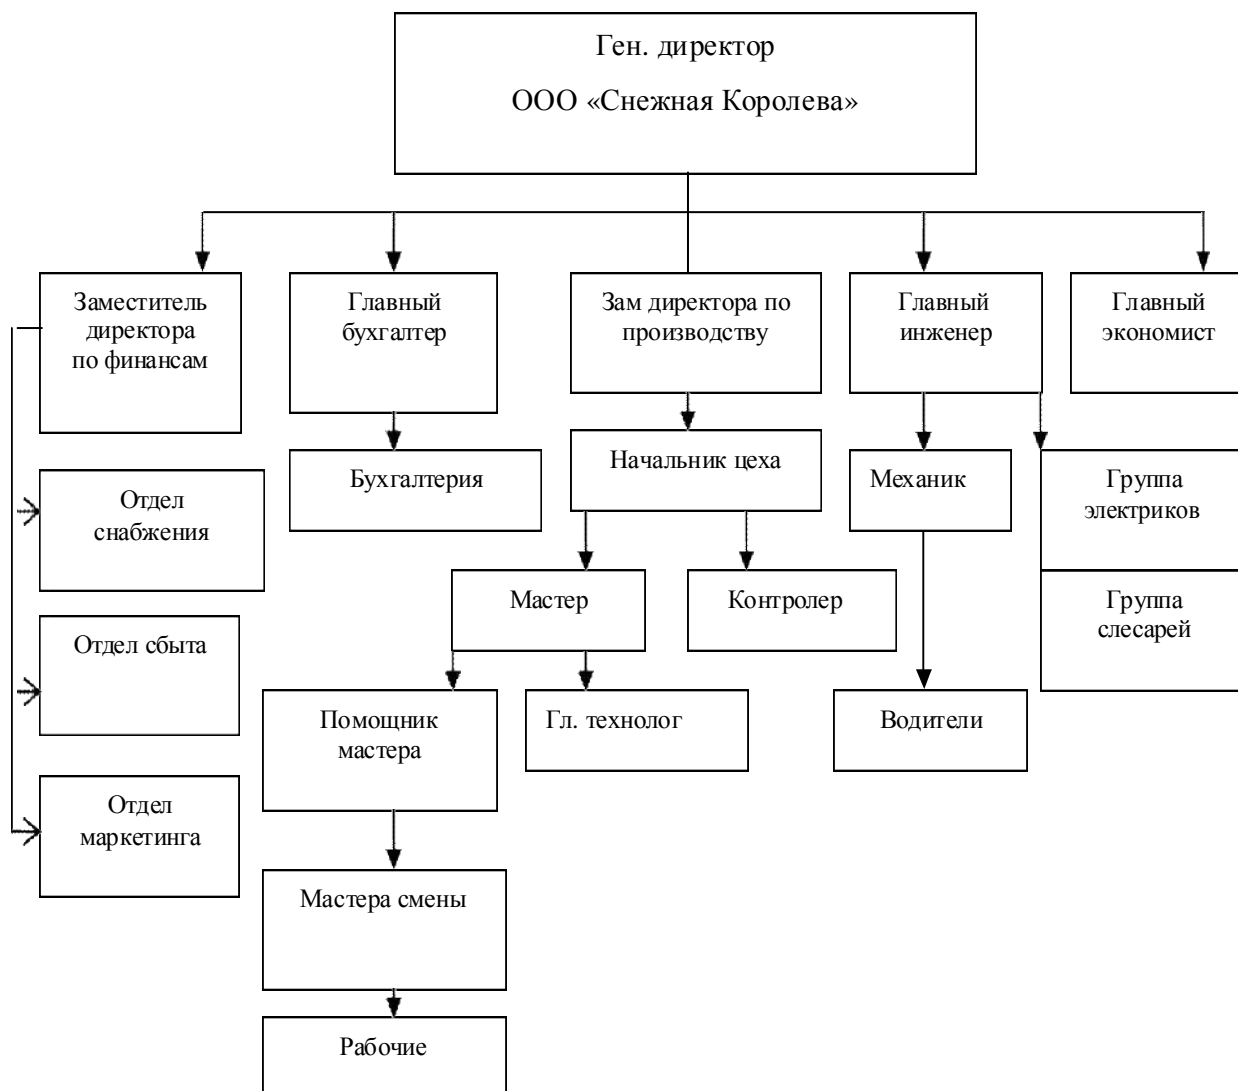 Ген. директор
ООО «Снежная Королева»
Заместитель
директора
по финансам
Главный
бухгалтер
Зам директора по
производству
Главный
инженер
Главный
экономист
Начальник цеха
Бухгалтерия
Механик
Группа
электриков
Отдел
снабжения
Мастер
Контролер
Группа
слесарей
Отдел сбыта
Помощник
мастера
Гл. технолог
Водители
Отдел
маркетинга
Мастера смены
Рабочие